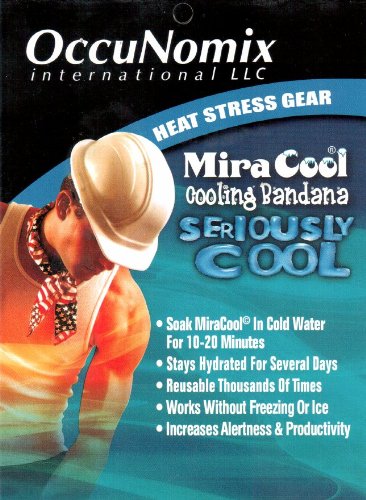 OccuNomix
international LLC
HEAT STRESS GEAR
MiraCool®
Cooling Bandana
SERIOUSLY
COOL
• Soak MiraCool© In Cold Water
For 10-20 Minutes
• Stays Hydrated For Several Days
• Reusable Thousands Of Times
• Works Without Freezing Or Ice
• Increases Alertness & Productivity